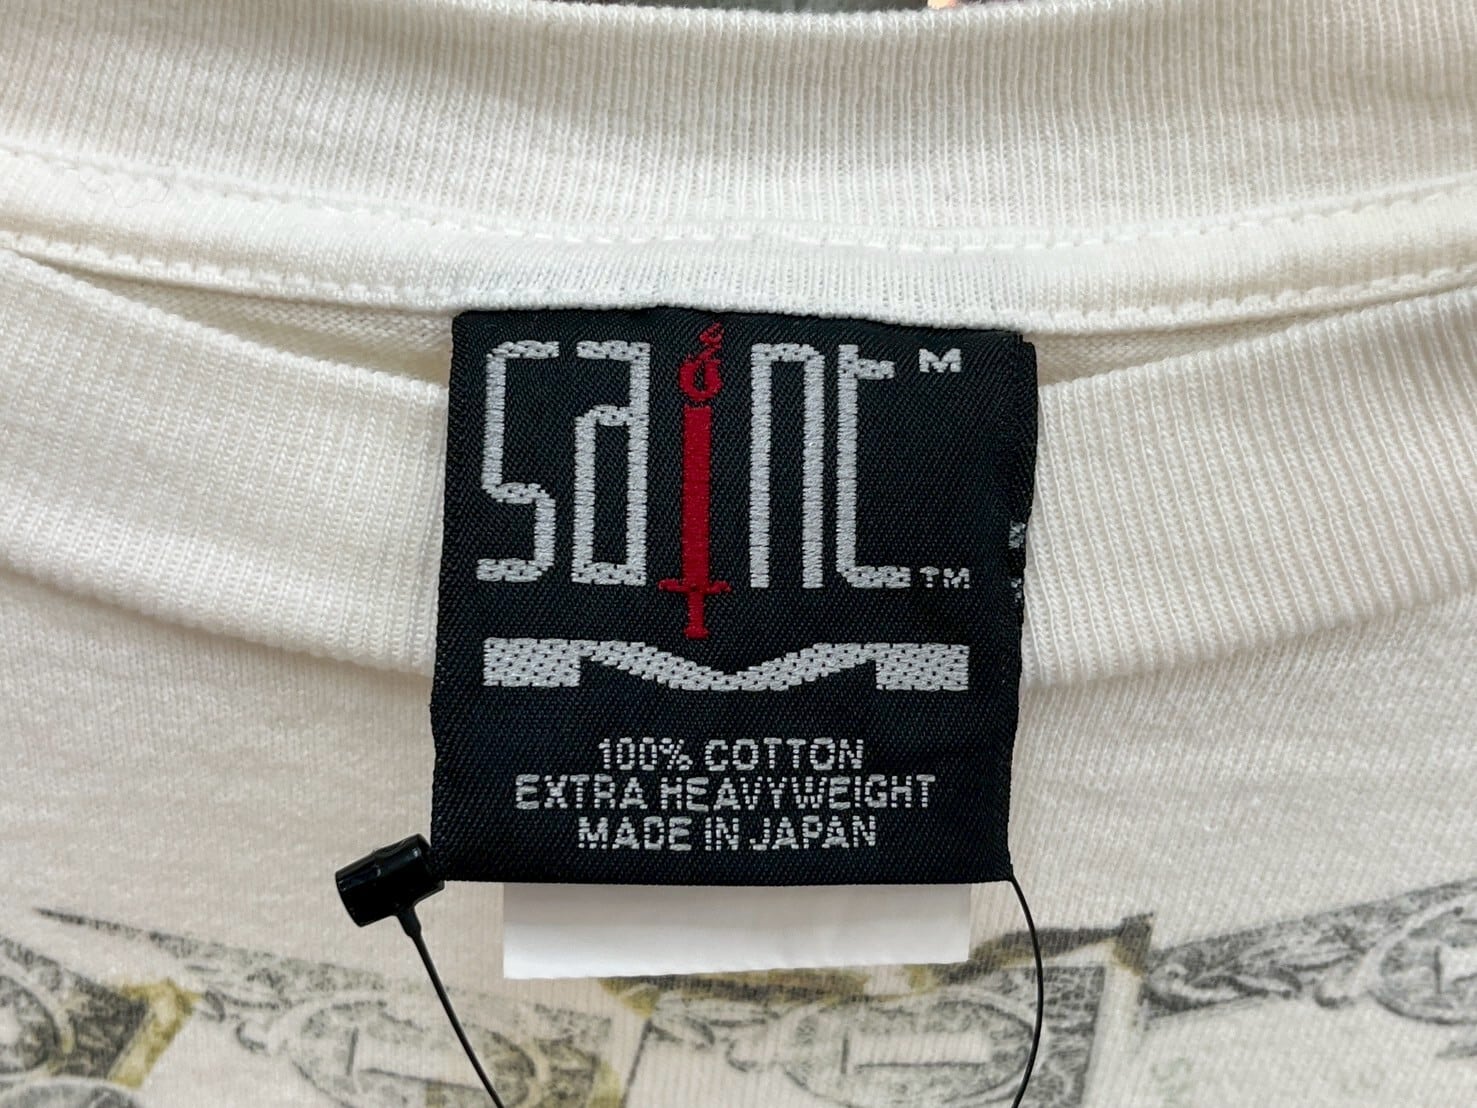 saint M
TM
100% COTTON
EXTRA HEAVYWEIGHT
MADE IN JAPAN